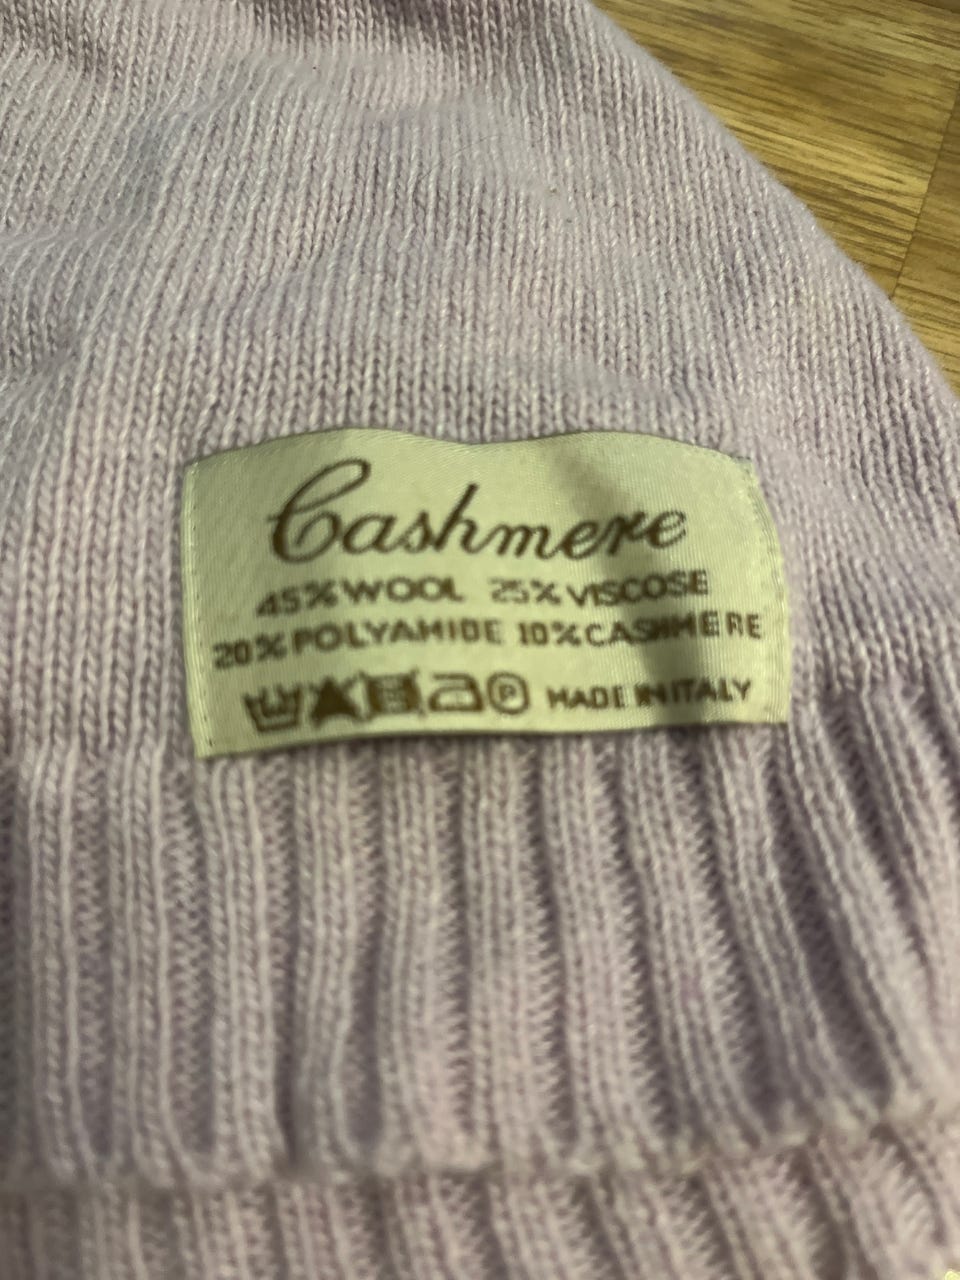 Cashmere
45% WOOL 25% VISCOSE
20% POLYAMIDE 10% CASHMERE
P MADE IN ITALY